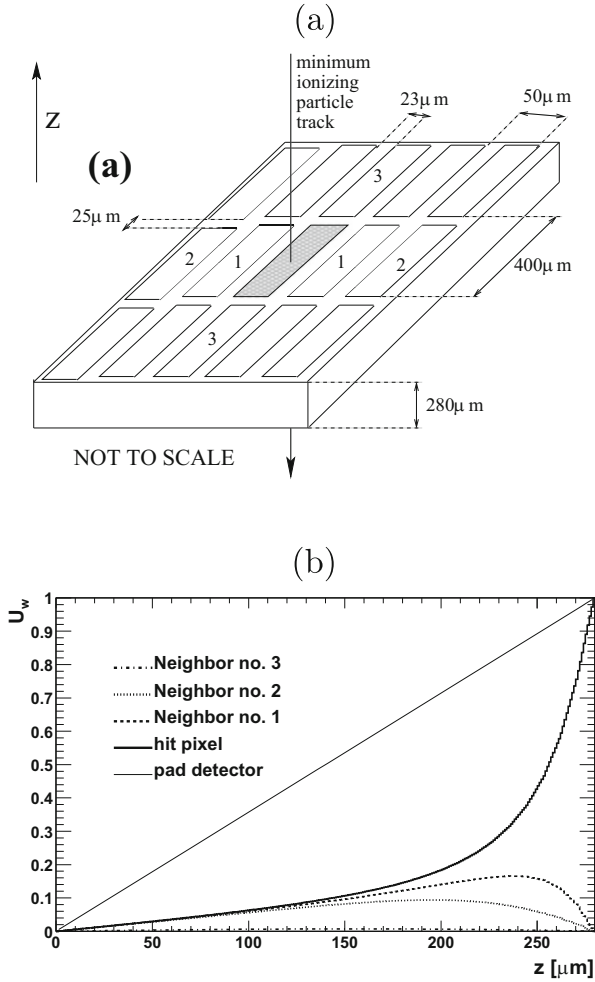 (a)
minimum
ionizing
particle
track
z
23μ m
50μ m
(a)
3
25μ m
2
1
1
2
400μ m
3
280μ m
NOT TO SCALE
(b)
U_w
1
0.9
0.8
0.7
0.6
0.5
0.4
0.3
0.2
0.1
0
Neighbor no. 3
Neighbor no. 2
Neighbor no. 1
hit pixel
pad detector
0 50 100 150 200 250
z [μm]